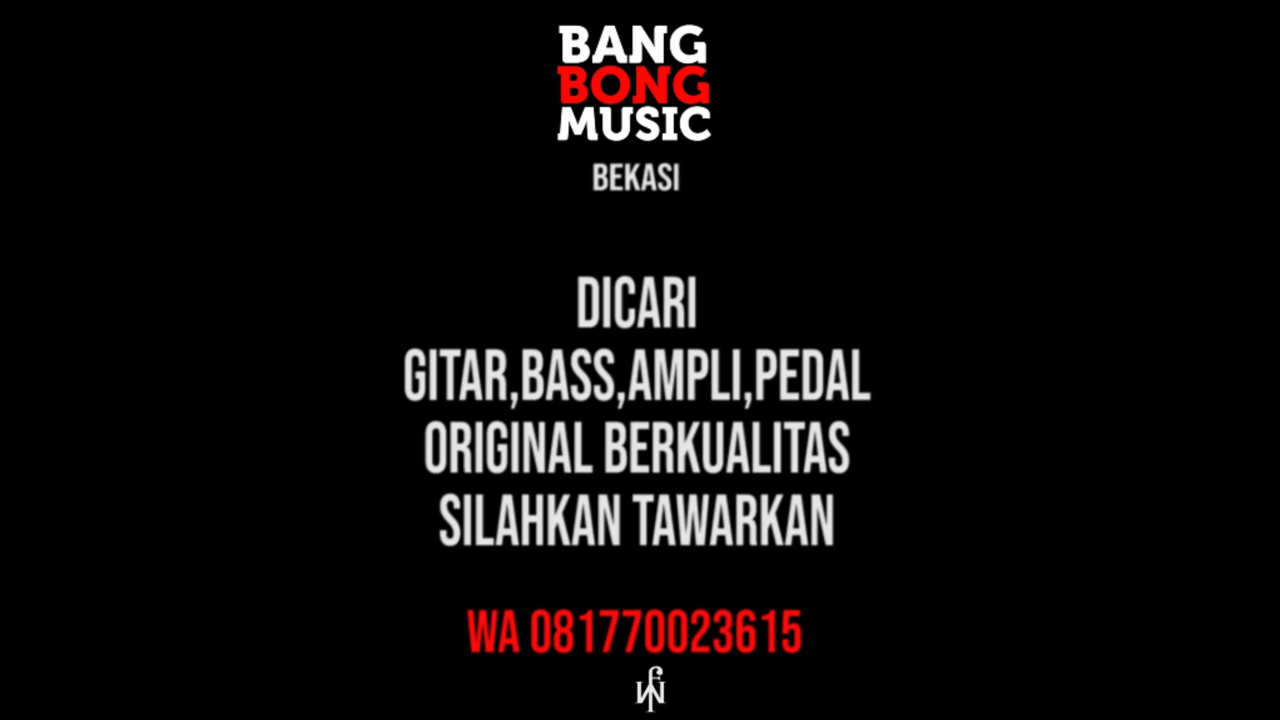 BANG
BONG
MUSIC
BEKASI
DICARI
GITAR,BASS,AMPLI,PEDAL
ORIGINAL BERKUALITAS
SILAHKAN TAWARKAN
WA 081770023615